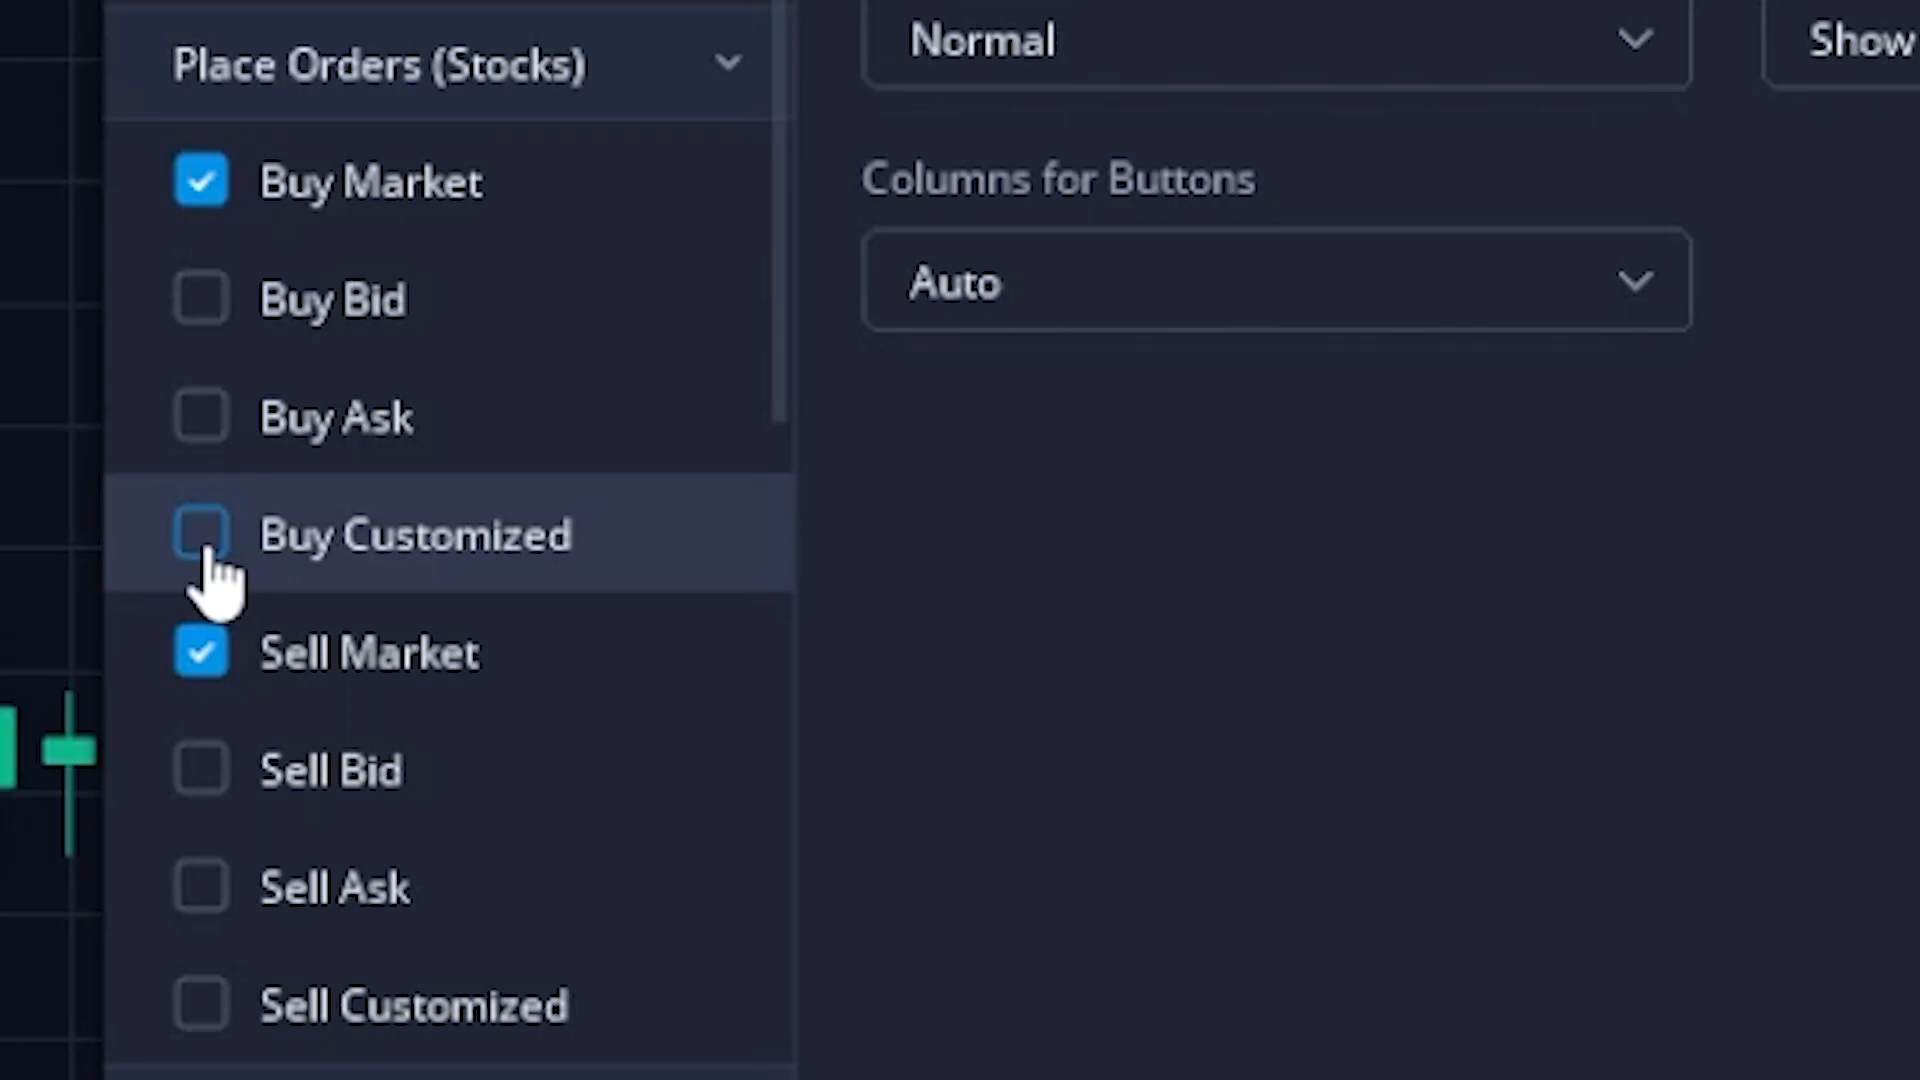 Place Orders (Stocks)
Buy Market
Buy Bid
Buy Ask
Buy Customized
Sell Market
Sell Bid
Sell Ask
Sell Customized
Normal
Show
Columns for Buttons
Auto